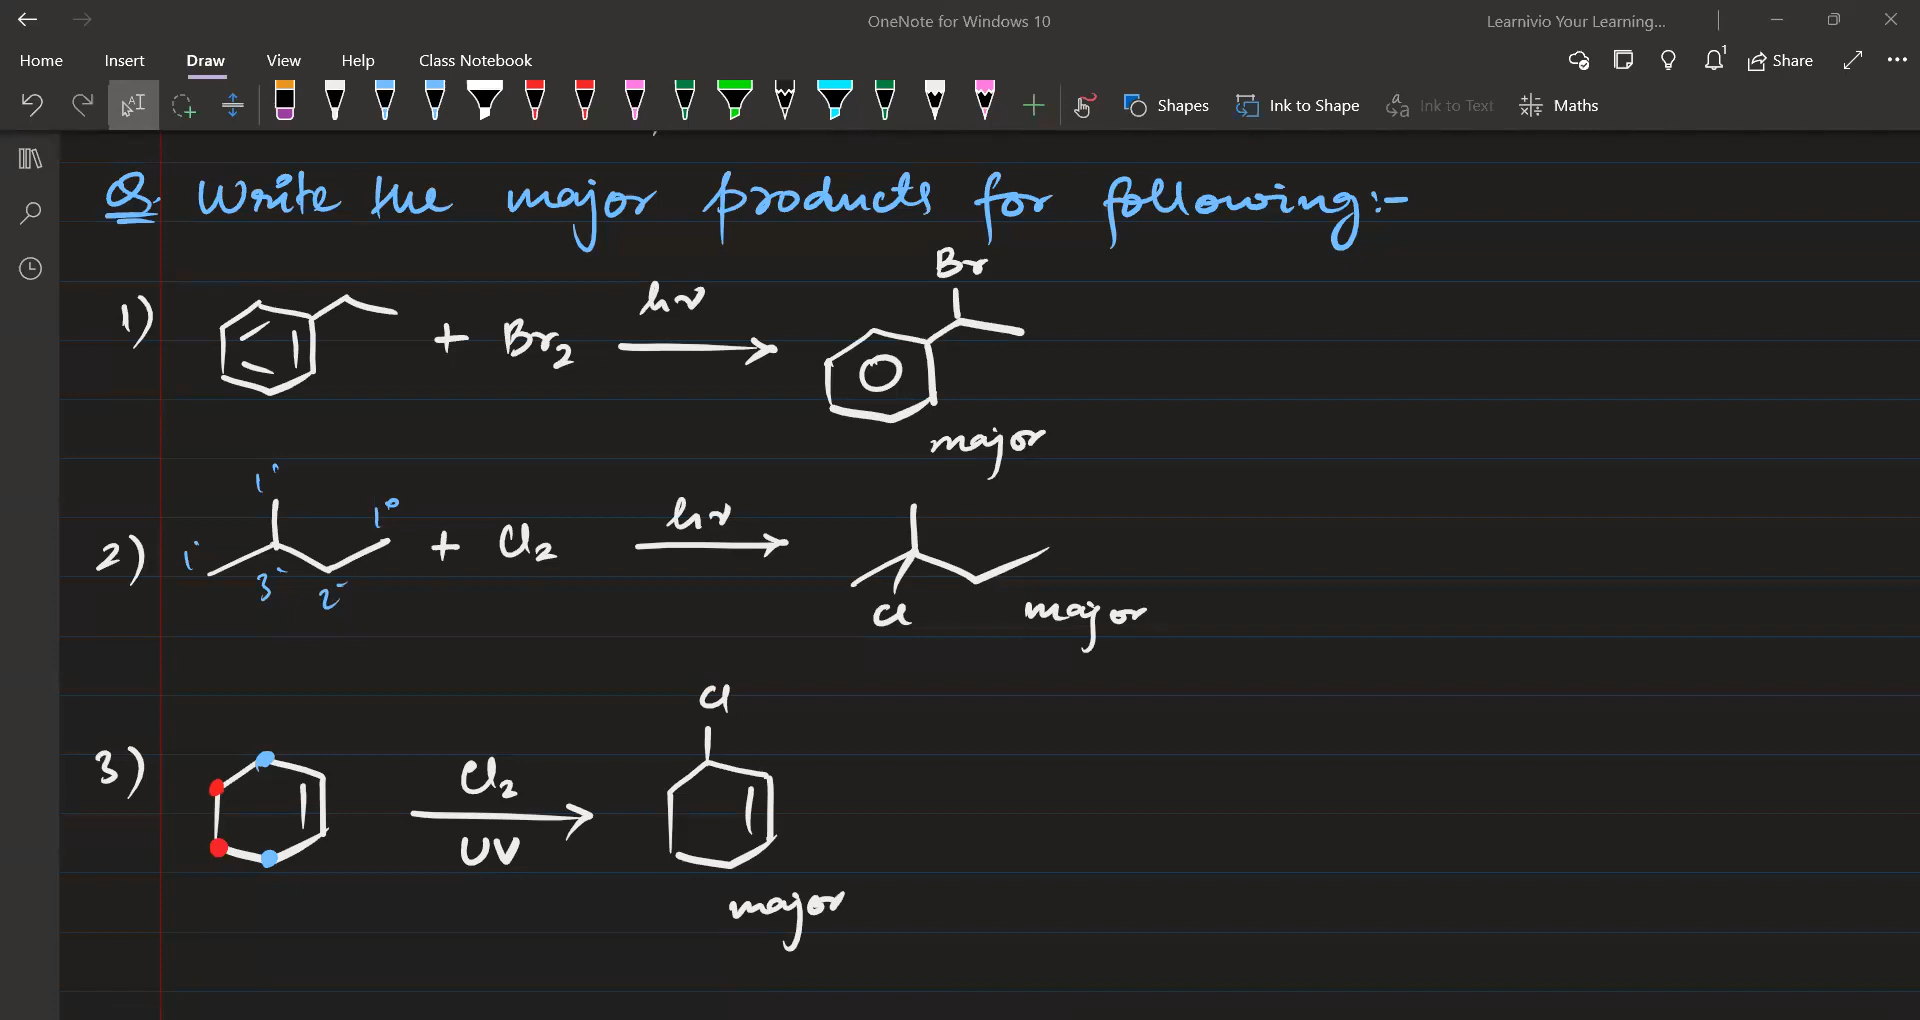 OneNote for Windows 10
Learnivio Your Learning...
Home Insert Draw View Help Class Notebook
1 Share
Shapes Ink to Shape Ink to Text Maths
Q. Write the major products for following:-
1) + Br2 hν Br
major
2) 1° 1° 1° 3° 2° + Cl2 hν Cl
major
3) Cl2 UV Cl
major